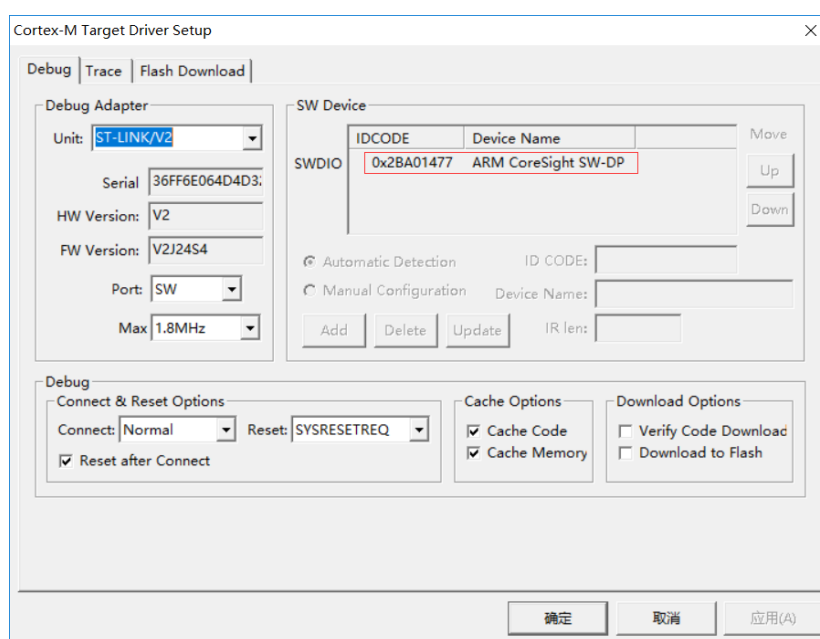 Cortex-M Target Driver Setup
Debug Trace Flash Download
Debug Adapter
Unit: ST-LINK/V2
Serial 36FF6E064D4D3
HW Version: V2
FW Version: V2J24S4
Port: SW
Max 1.8MHz
SW Device
IDCODE Device Name
SWDIO 0x2BA01477 ARM CoreSight SW-DP
Move
Up
Down
Automatic Detection ID CODE:
Manual Configuration Device Name:
Add Delete Update IR len:
Debug
Connect & Reset Options
Connect: Normal Reset: SYSRESETREQ
Reset after Connect
Cache Options
Cache Code
Cache Memory
Download Options
Verify Code Download
Download to Flash
确定 取消 应用(A)